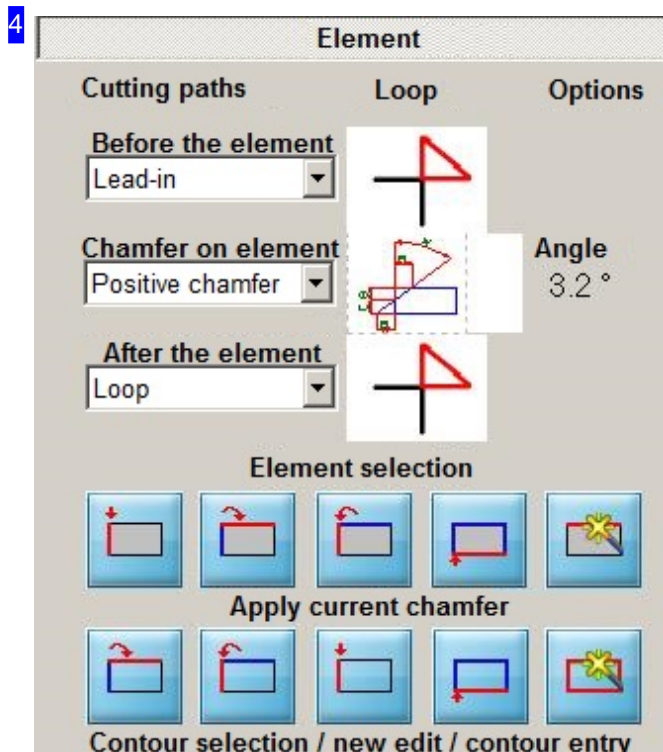 4
Element
Cutting paths Loop Options
Before the element
Lead-in
Chamfer on element Angle
Positive chamfer 3.2 °
After the element
Loop
Element selection
Apply current chamfer
Contour selection / new edit / contour entry